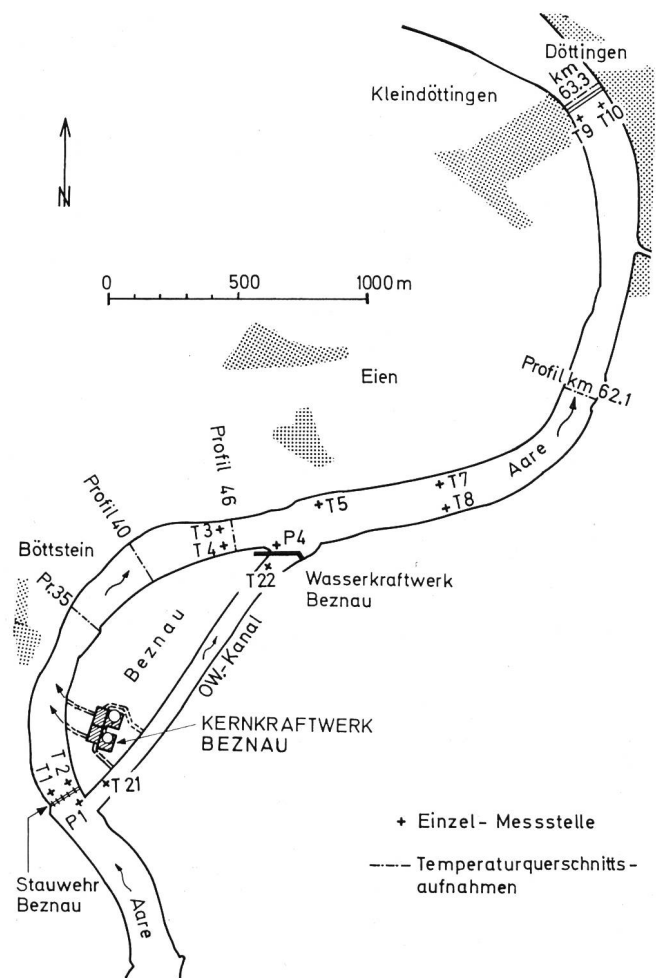 Döttingen
km
63.3
Kleindöttingen
T9
T10
N
0 500 1000 m
Eien
Profil km 62.1
Aare
Profil 46
Profil 40
T7
T8
T5
T3
T4
P4
Böttstein
Pr. 35
T22
Wasserkraftwerk
Beznau
Beznau
OW.-Kanal
KERNKRAFTWERK
BEZNAU
T1
T2
T21
P1
Stauwehr
Beznau
Aare
+ Einzel-Messstelle
Temperaturquerschnitts-
aufnahmen